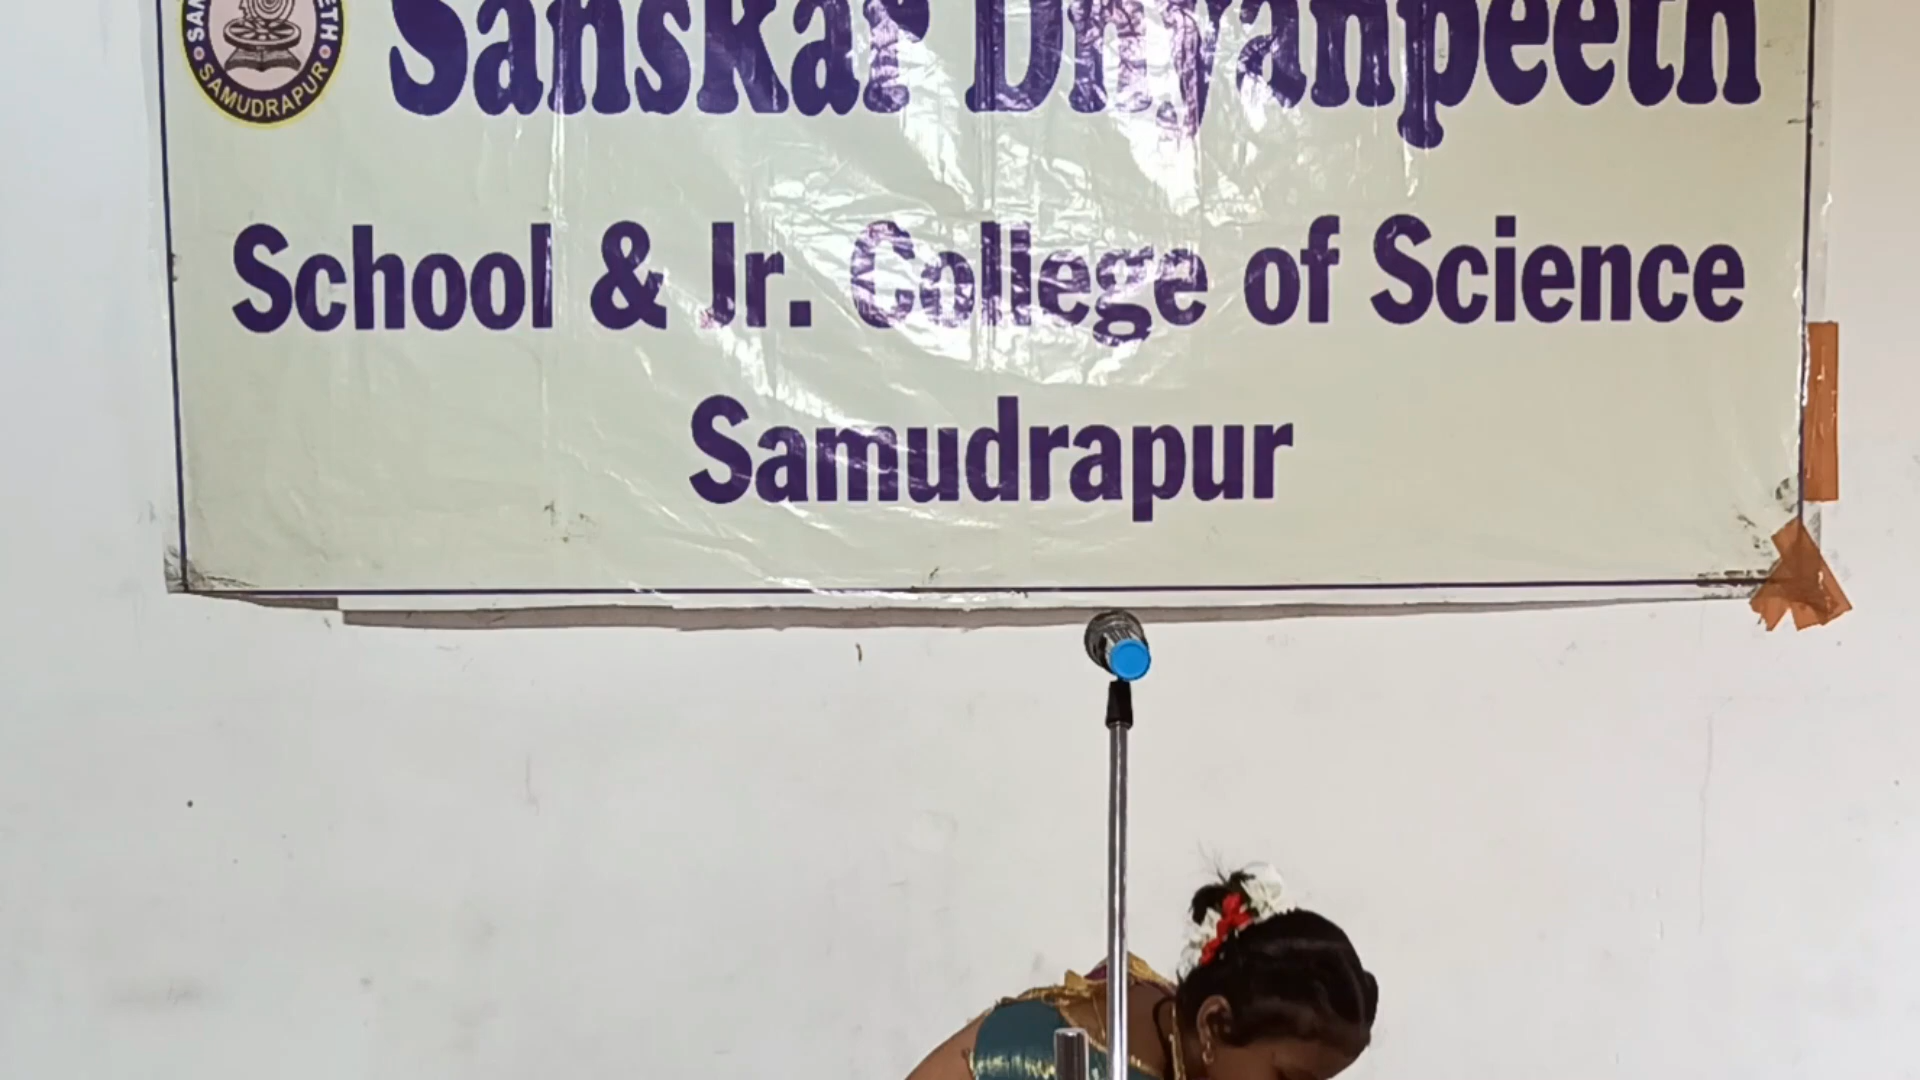 Sanskar Dnyanpeeth
SAMUDRAPUR
School & Jr. College of Science
Samudrapur